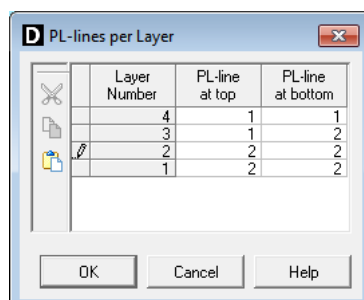 D PL-lines per Layer
Layer Number PL-line at top PL-line at bottom
4 1 1
3 1 2
2 2 2
1 2 2
OK Cancel Help